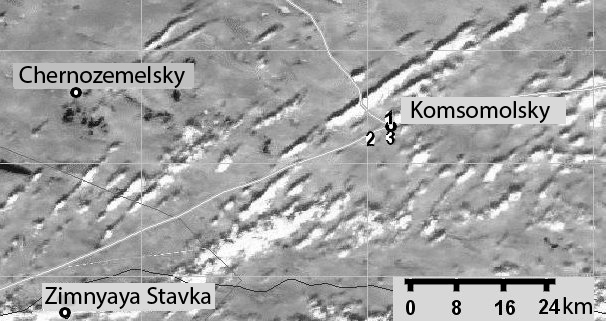 Chernozemelsky
1
Komsomolsky
2
3
Zimnyaya Stavka
0 8 16 24 km